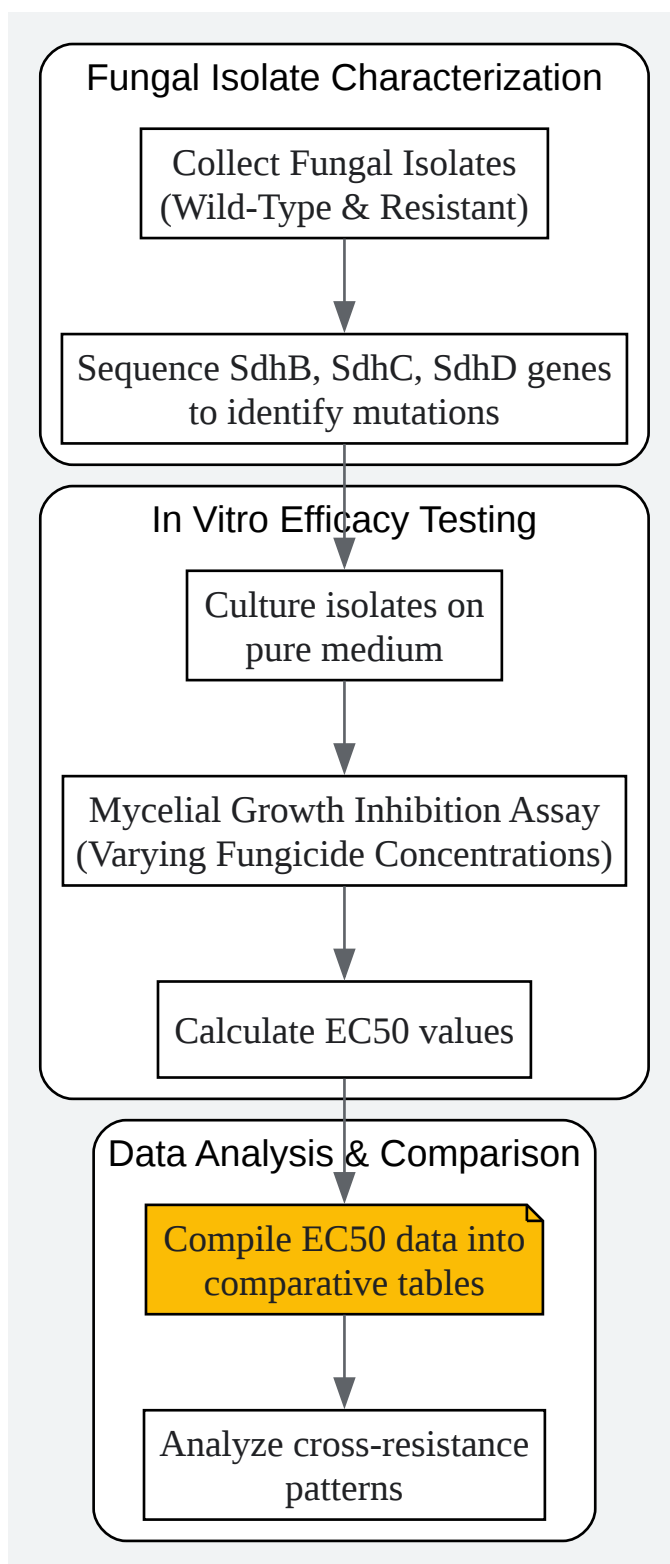 Fungal Isolate Characterization
Collect Fungal Isolates
(Wild-Type & Resistant)
Sequence SdhB, SdhC, SdhD genes
to identify mutations
In Vitro Efficacy Testing
Culture isolates on
pure medium
Mycelial Growth Inhibition Assay
(Varying Fungicide Concentrations)
Calculate EC50 values
Data Analysis & Comparison
Compile EC50 data into
comparative tables
Analyze cross-resistance
patterns